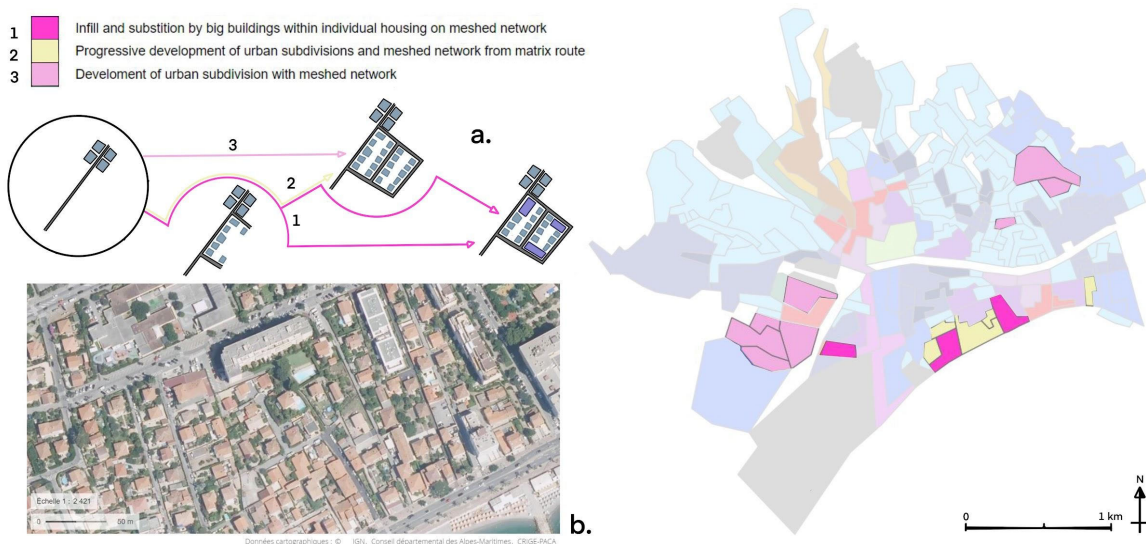 1 Infill and substition by big buildings within individual housing on meshed network
2 Progressive development of urban subdivisions and meshed network from matrix route
3 Develoment of urban subdivision with meshed network
a.
3
2
1
Échelle 1 : 2 421
0 50 m
b.
Données cartographiques : © IGN, Conseil départemental des Alpes-Maritimes, CRIGE-PACA
N
0 1 km